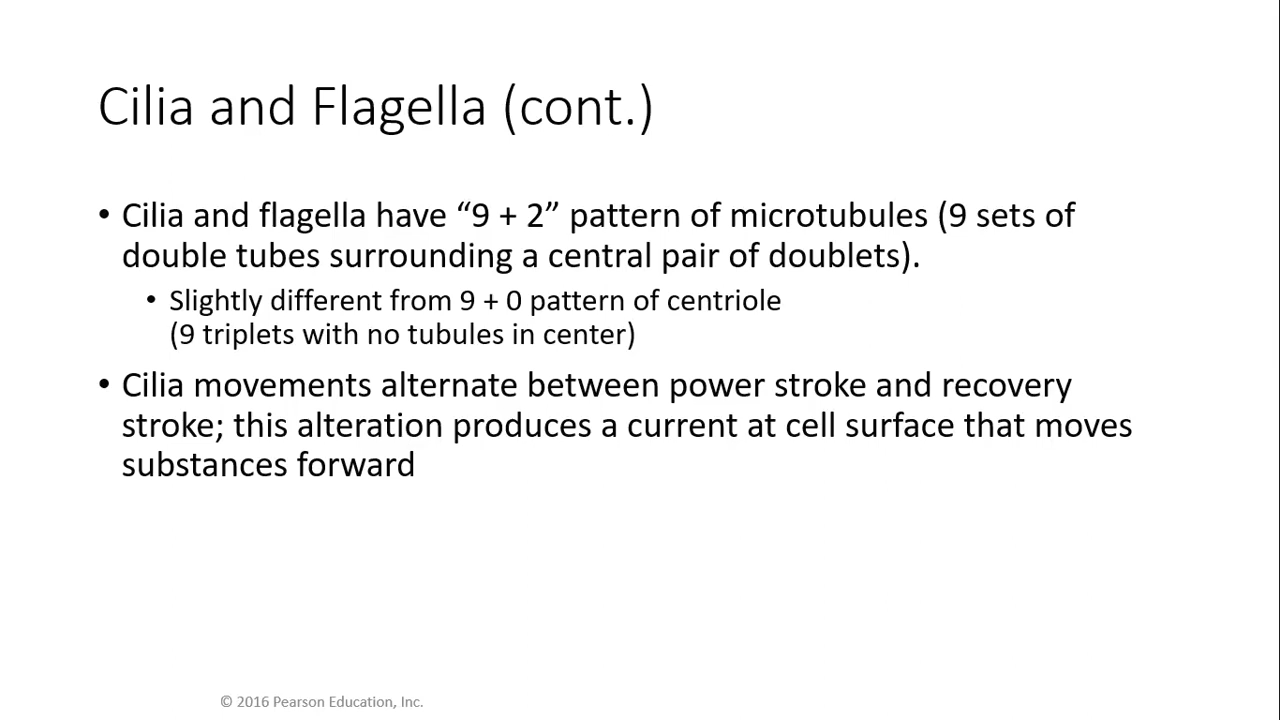 Cilia and Flagella (cont.)
• Cilia and flagella have “9 + 2” pattern of microtubules (9 sets of
double tubes surrounding a central pair of doublets).
• Slightly different from 9 + 0 pattern of centriole
(9 triplets with no tubules in center)
• Cilia movements alternate between power stroke and recovery
stroke; this alteration produces a current at cell surface that moves
substances forward
© 2016 Pearson Education, Inc.